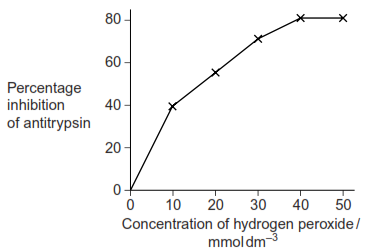 80
60
Percentage
inhibition
of antitrypsin
40
20
0
0 10 20 30 40 50
Concentration of hydrogen peroxide /
mmol dm⁻³